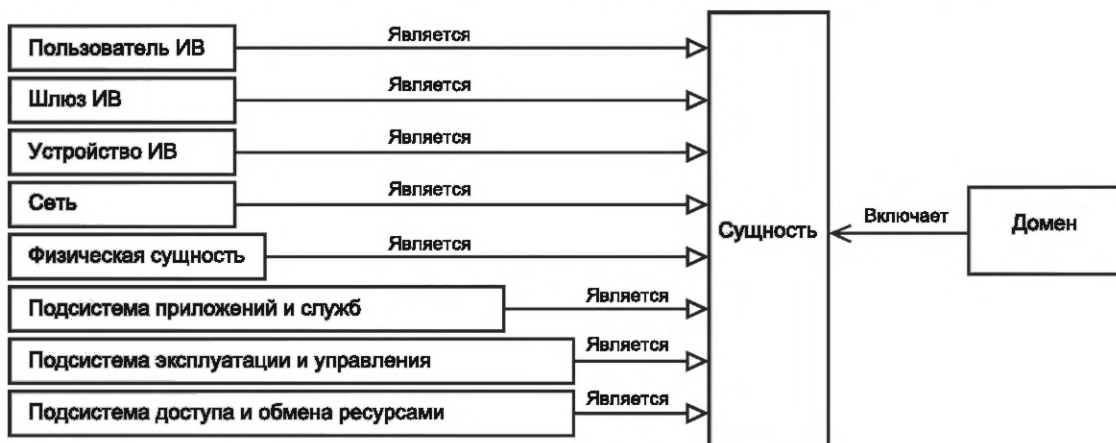 Пользователь ИВ
Является
Шлюз ИВ
Является
Устройство ИВ
Является
Сеть
Является
Физическая сущность
Является
Подсистема приложений и служб
Является
Подсистема эксплуатации и управления
Является
Подсистема доступа и обмена ресурсами
Является
Сущность
Включает
Домен